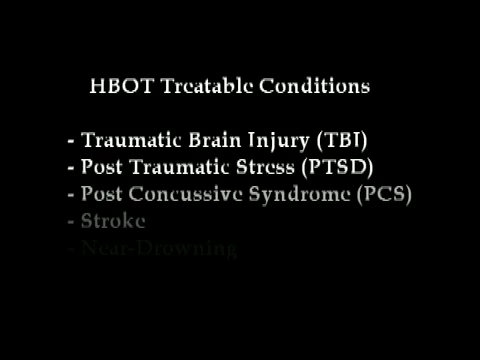 HBOT Treatable Conditions
- Traumatic Brain Injury (TBI)
- Post Traumatic Stress (PTSD)
- Post Concussive Syndrome (PCS)
- Stroke
- Near-Drowning